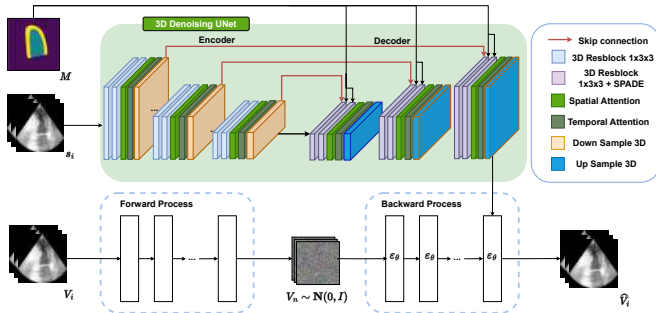 3D Denoising UNet
Encoder
Decoder
M
s_i
...
...
...
Skip connection
3D Resblock 1x3x3
3D Resblock
1x3x3 + SPADE
Spatial Attention
Temporal Attention
Down Sample 3D
Up Sample 3D
Forward Process
Backward Process
...
ε_θ
ε_θ
...
ε_θ
V_i
V_n ∼ N(0, I)
V̂_i